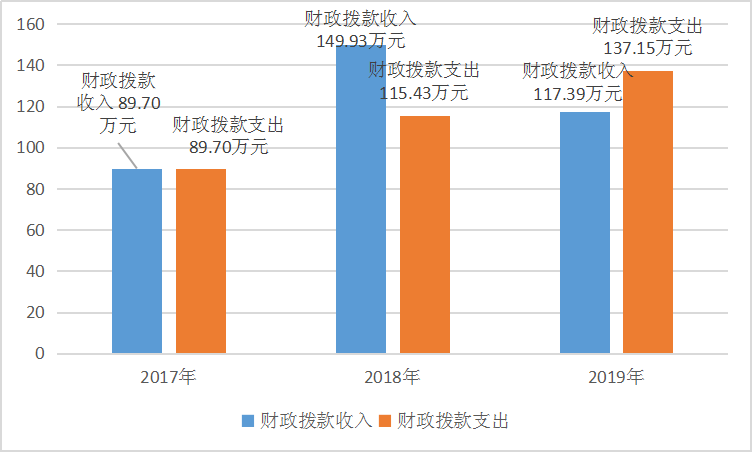 160
140
120
100
80
60
40
20
0
财政拨款
收入 89.70
万元
财政拨款支出
89.70万元
财政拨款收入
149.93万元
财政拨款支出
115.43万元
财政拨款收入
117.39万元
财政拨款支出
137.15万元
2017年
2018年
2019年
财政拨款收入 财政拨款支出